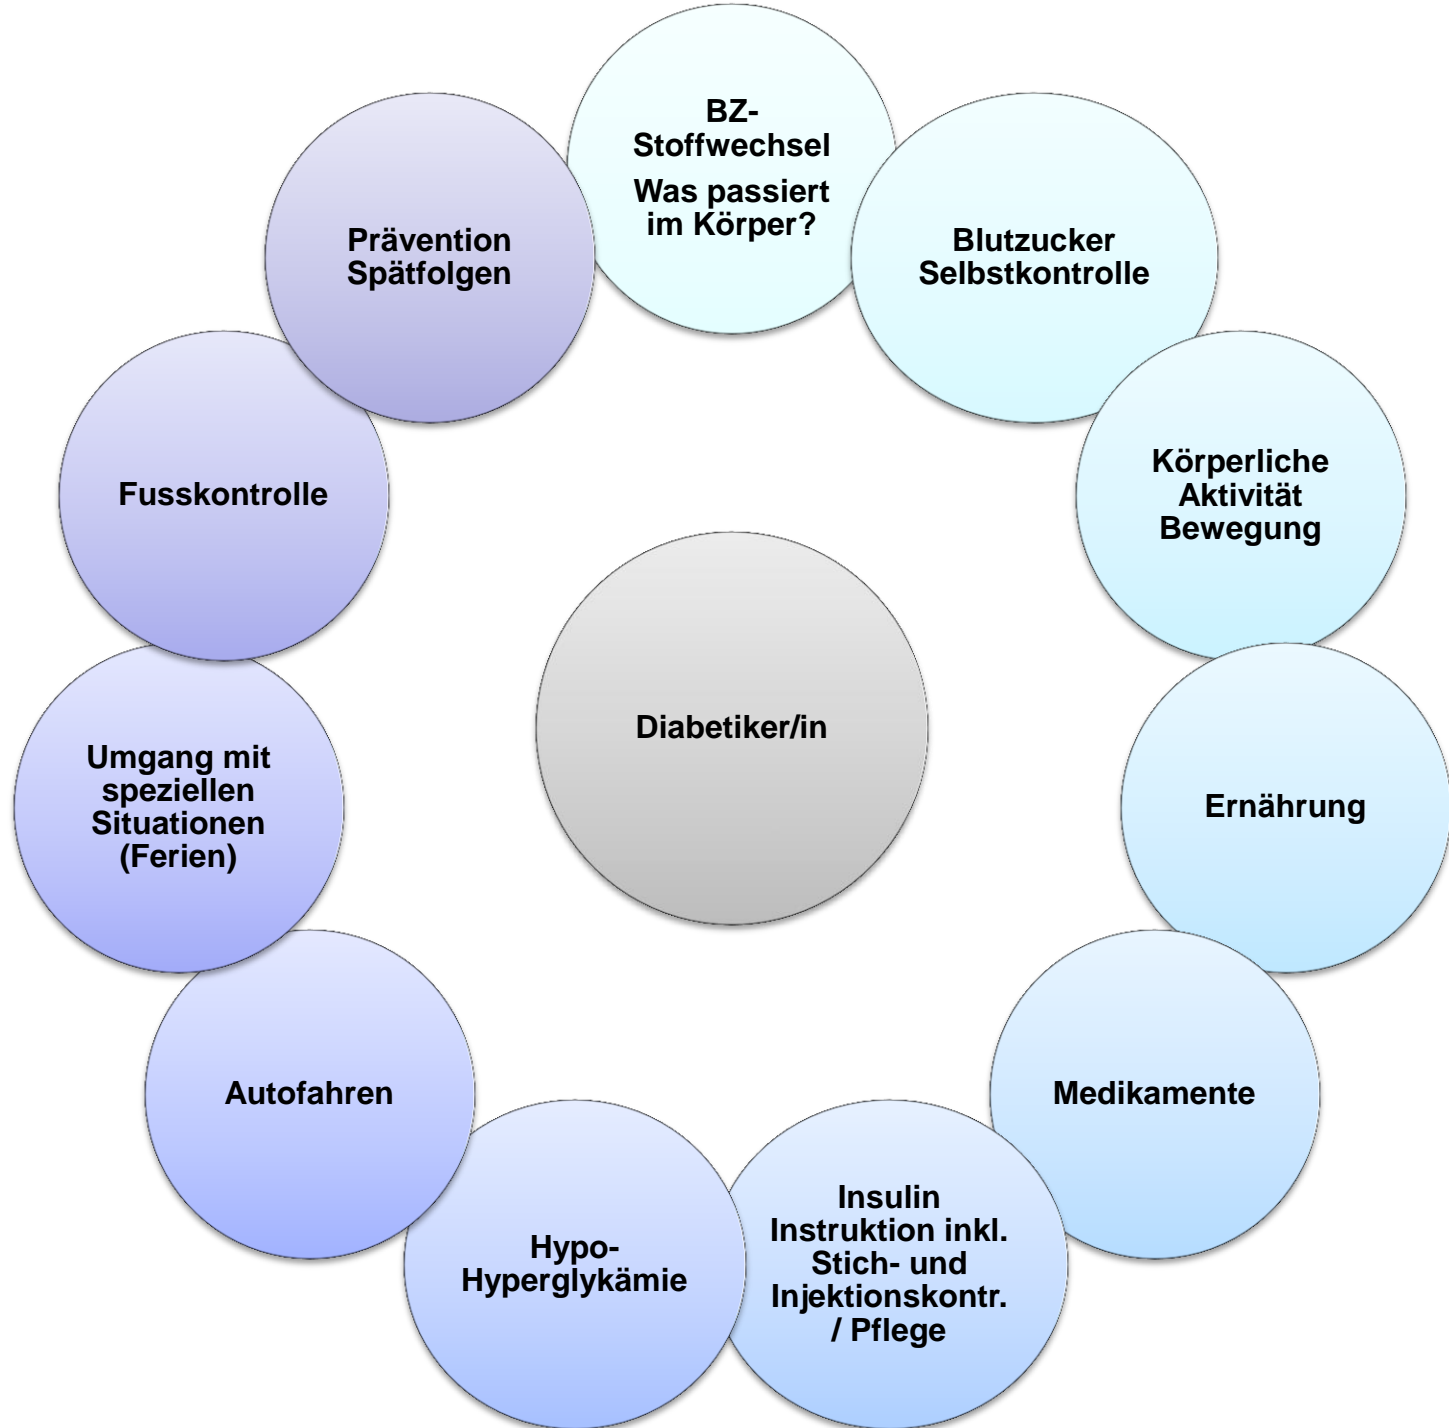 BZ-
Stoffwechsel
Was passiert
im Körper?
Blutzucker
Selbstkontrolle
Körperliche
Aktivität
Bewegung
Ernährung
Medikamente
Insulin
Instruktion inkl.
Stich- und
Injektionskontr.
/ Pflege
Hypo-
Hyperglykämie
Autofahren
Umgang mit
speziellen
Situationen
(Ferien)
Fusskontrolle
Prävention
Spätfolgen
Diabetiker/in